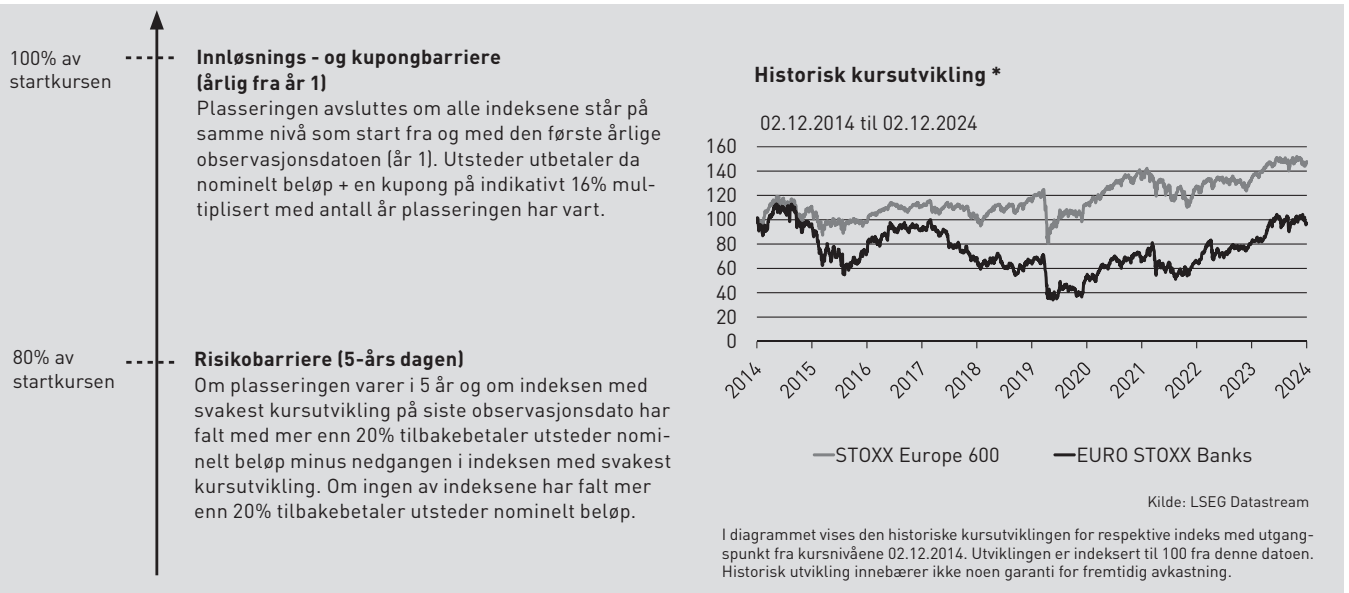 100% av
startkursen
Innløsnings - og kupongbarriere
(årlig fra år 1)
Plasseringen avsluttes om alle indeksene står på
samme nivå som start fra og med den første årlige
observasjonsdatoen (år 1). Utsteder utbetaler da
nominelt beløp + en kupong på indikativt 16% mul-
tiplisert med antall år plasseringen har vart.
80% av
startkursen
Risikobarriere (5-års dagen)
Om plasseringen varer i 5 år og om indeksen med
svakest kursutvikling på siste observasjonsdato har
falt med mer enn 20% tilbakebetaler utsteder nomi-
nelt beløp minus nedgangen i indeksen med svakest
kursutvikling. Om ingen av indeksene har falt mer
enn 20% tilbakebetaler utsteder nominelt beløp.
Historisk kursutvikling *
02.12.2014 til 02.12.2024
160
140
120
100
80
60
40
20
0
2014
2015
2016
2017
2018
2019
2020
2021
2022
2023
2024
STOXX Europe 600
EURO STOXX Banks
Kilde: LSEG Datastream
I diagrammet vises den historiske kursutviklingen for respektive indeks med utgang-
spunkt fra kursnivåene 02.12.2014. Utviklingen er indeksert til 100 fra denne datoen.
Historisk utvikling innebærer ikke noen garanti for fremtidig avkastning.